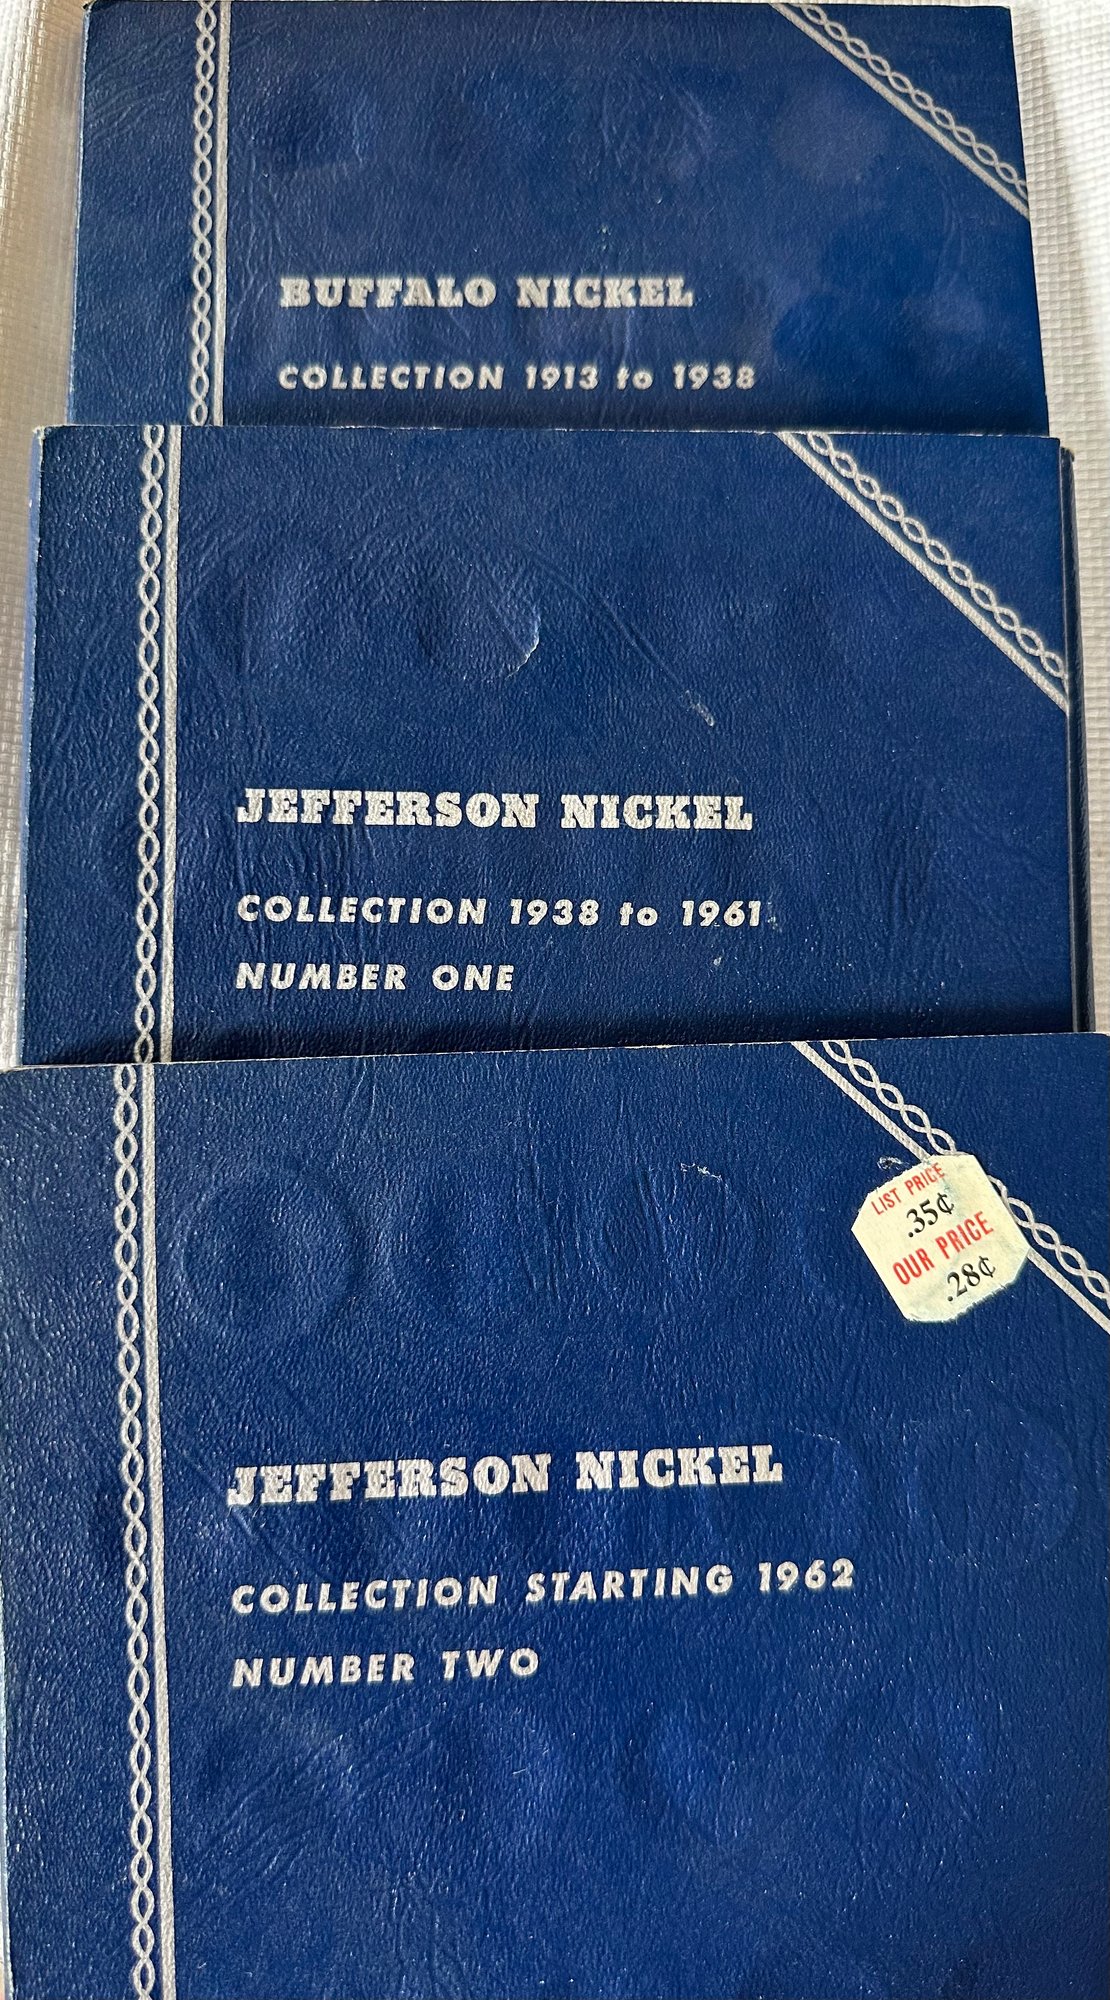 BUFFALO NICKEL
COLLECTION 1913 to 1938
JEFFERSON NICKEL
COLLECTION 1938 to 1961
NUMBER ONE
LIST PRICE
.35¢
OUR PRICE
.28¢
JEFFERSON NICKEL
COLLECTION STARTING 1962
NUMBER TWO